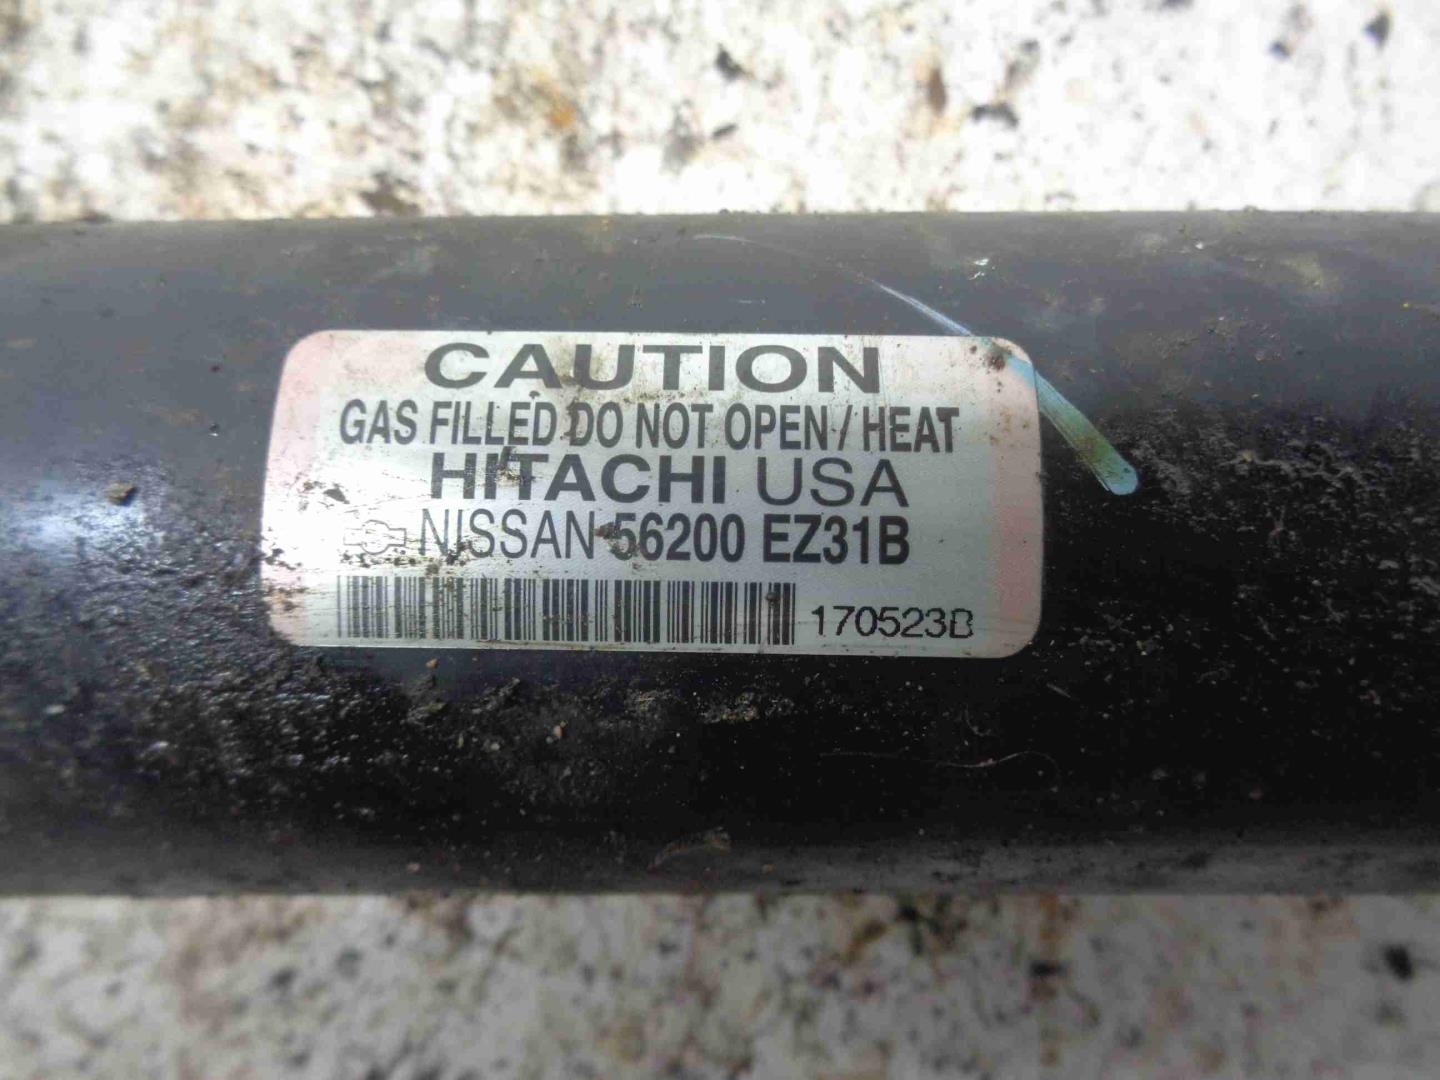 CAUTION
GAS FILLED DO NOT OPEN / HEAT
HITACHI USA
NISSAN 56200 EZ31B
170523B